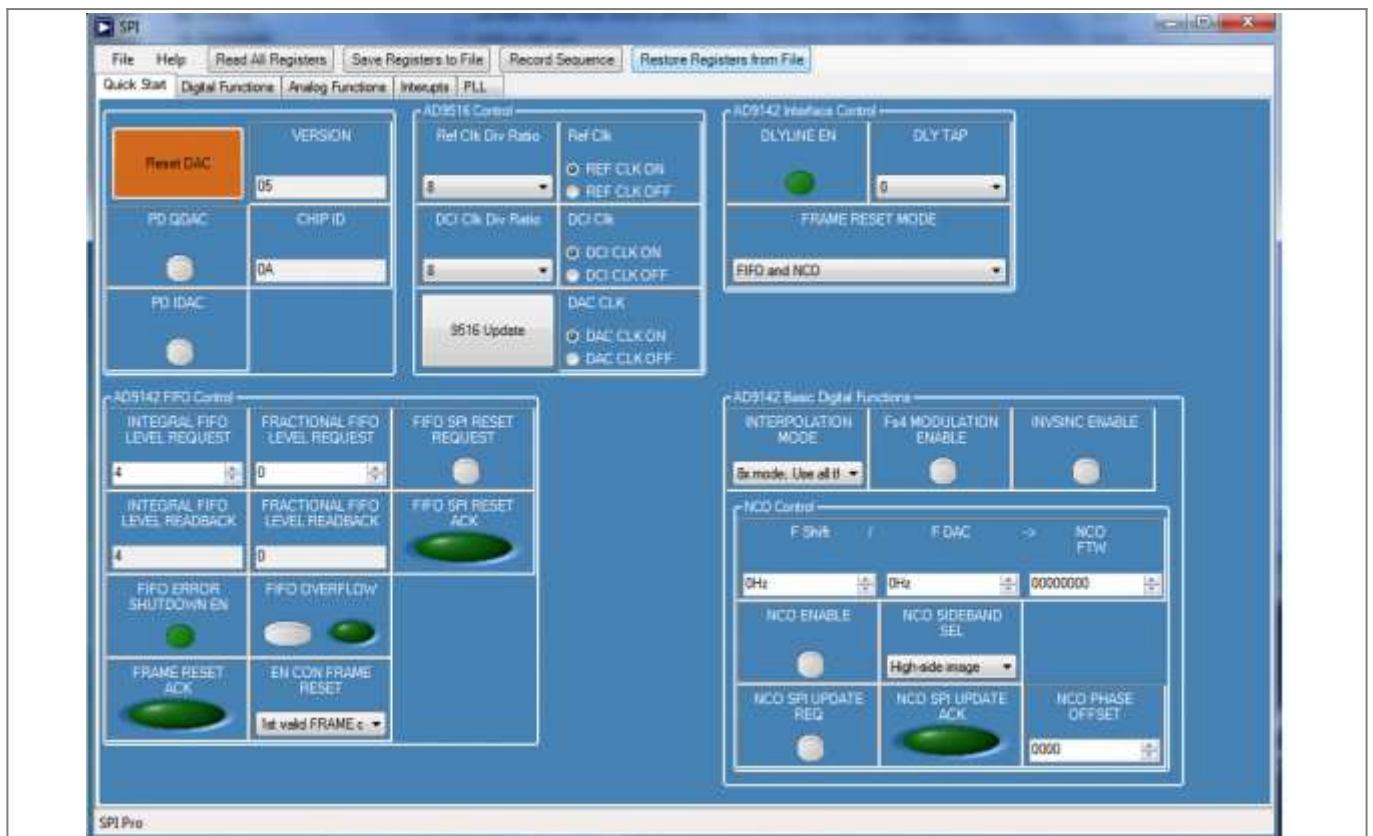 SPI
File Help Read All Registers Save Registers to File Record Sequence Restore Registers from File
Quick Start Digital Functions Analog Functions Interupts PLL
Reset DAC
VERSION
05
PD QDAC
CHIP ID
0A
PD IDAC
AD9516 Control
Ref Clk Div Ratio
8
Ref Clk
REF CLK ON
REF CLK OFF
DCI Clk Div Ratio
8
DCI Clk
DCI CLK ON
DCI CLK OFF
9516 Update
DAC CLK
DAC CLK ON
DAC CLK OFF
AD9142 Interface Control
DLYLINE EN
DLY TAP
0
FRAME RESET MODE
FIFO and NCO
AD9142 FIFO Control
INTEGRAL FIFO
LEVEL REQUEST
4
FRACTIONAL FIFO
LEVEL REQUEST
0
FIFO SPI RESET
REQUEST
INTEGRAL FIFO
LEVEL READBACK
4
FRACTIONAL FIFO
LEVEL READBACK
0
FIFO SPI RESET
ACK
FIFO ERROR
SHUTDOWN EN
FIFO OVERFLOW
FRAME RESET
ACK
EN CON FRAME
RESET
1st valid FRAME c
AD9142 Basic Digital Functions
INTERPOLATION
MODE
8x mode, Use all tl
Fs4 MODULATION
ENABLE
INVSINC ENABLE
NCO Control
F Shift / F DAC -> NCO
FTW
0Hz 0Hz 00000000
NCO ENABLE
NCO SIDEBAND
SEL
High-side image
NCO SPI UPDATE
REQ
NCO SPI UPDATE
ACK
NCO PHASE
OFFSET
0000
SPIPro